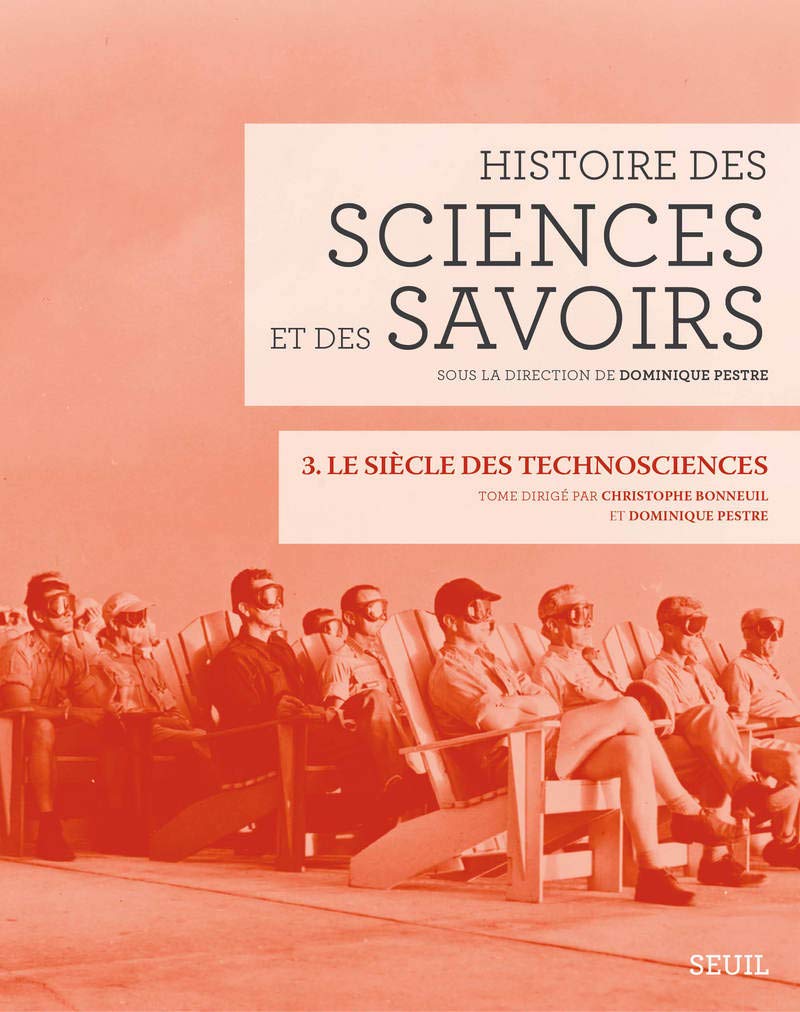 HISTOIRE DES
SCIENCES
ET DES SAVOIRS
SOUS LA DIRECTION DE DOMINIQUE PESTRE
3. LE SIÈCLE DES TECHNOSCIENCES
TOME DIRIGÉ PAR CHRISTOPHE BONNEUIL
ET DOMINIQUE PESTRE
SEUIL